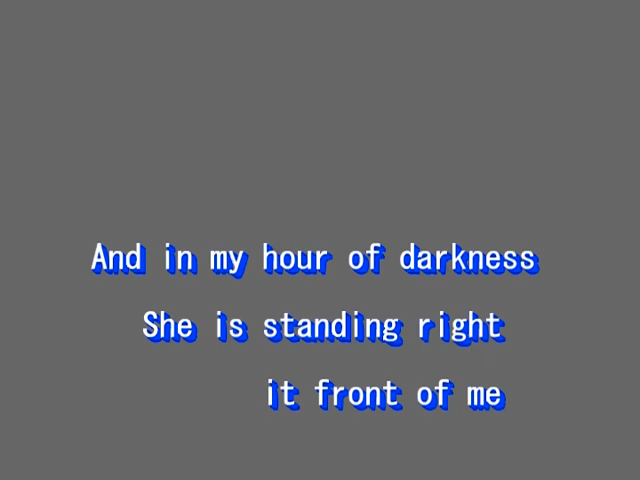 And in my hour of darkness
She is standing right
it front of me